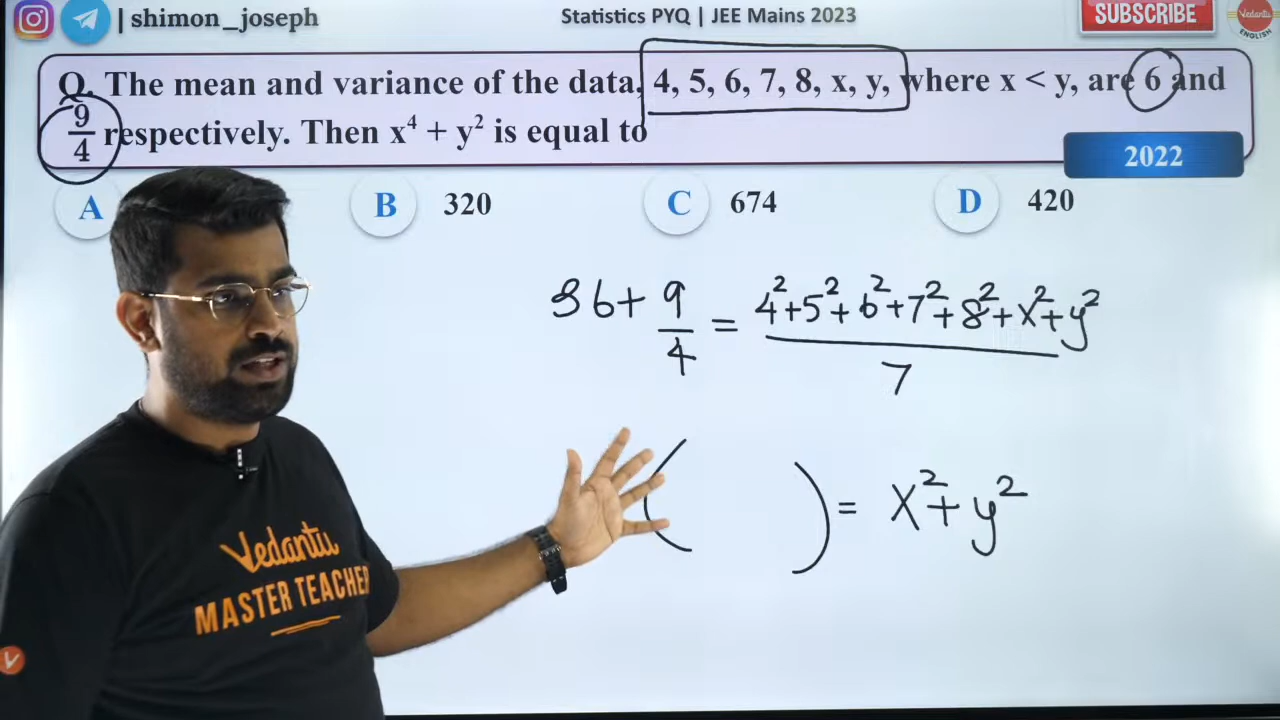 | shimon_joseph
Statistics PYQ | JEE Mains 2023
SUBSCRIBE
Vedantu
ENGLISH
Q. The mean and variance of the data, 4, 5, 6, 7, 8, x, y, where x < y, are 6 and
9/4 respectively. Then x⁴ + y² is equal to
2022
A
B 320
C 674
D 420
36 + 9/4 = (4² + 5² + 6² + 7² + 8² + x² + y²)/7
(   ) = x² + y²
Vedantu
MASTER TEACHER